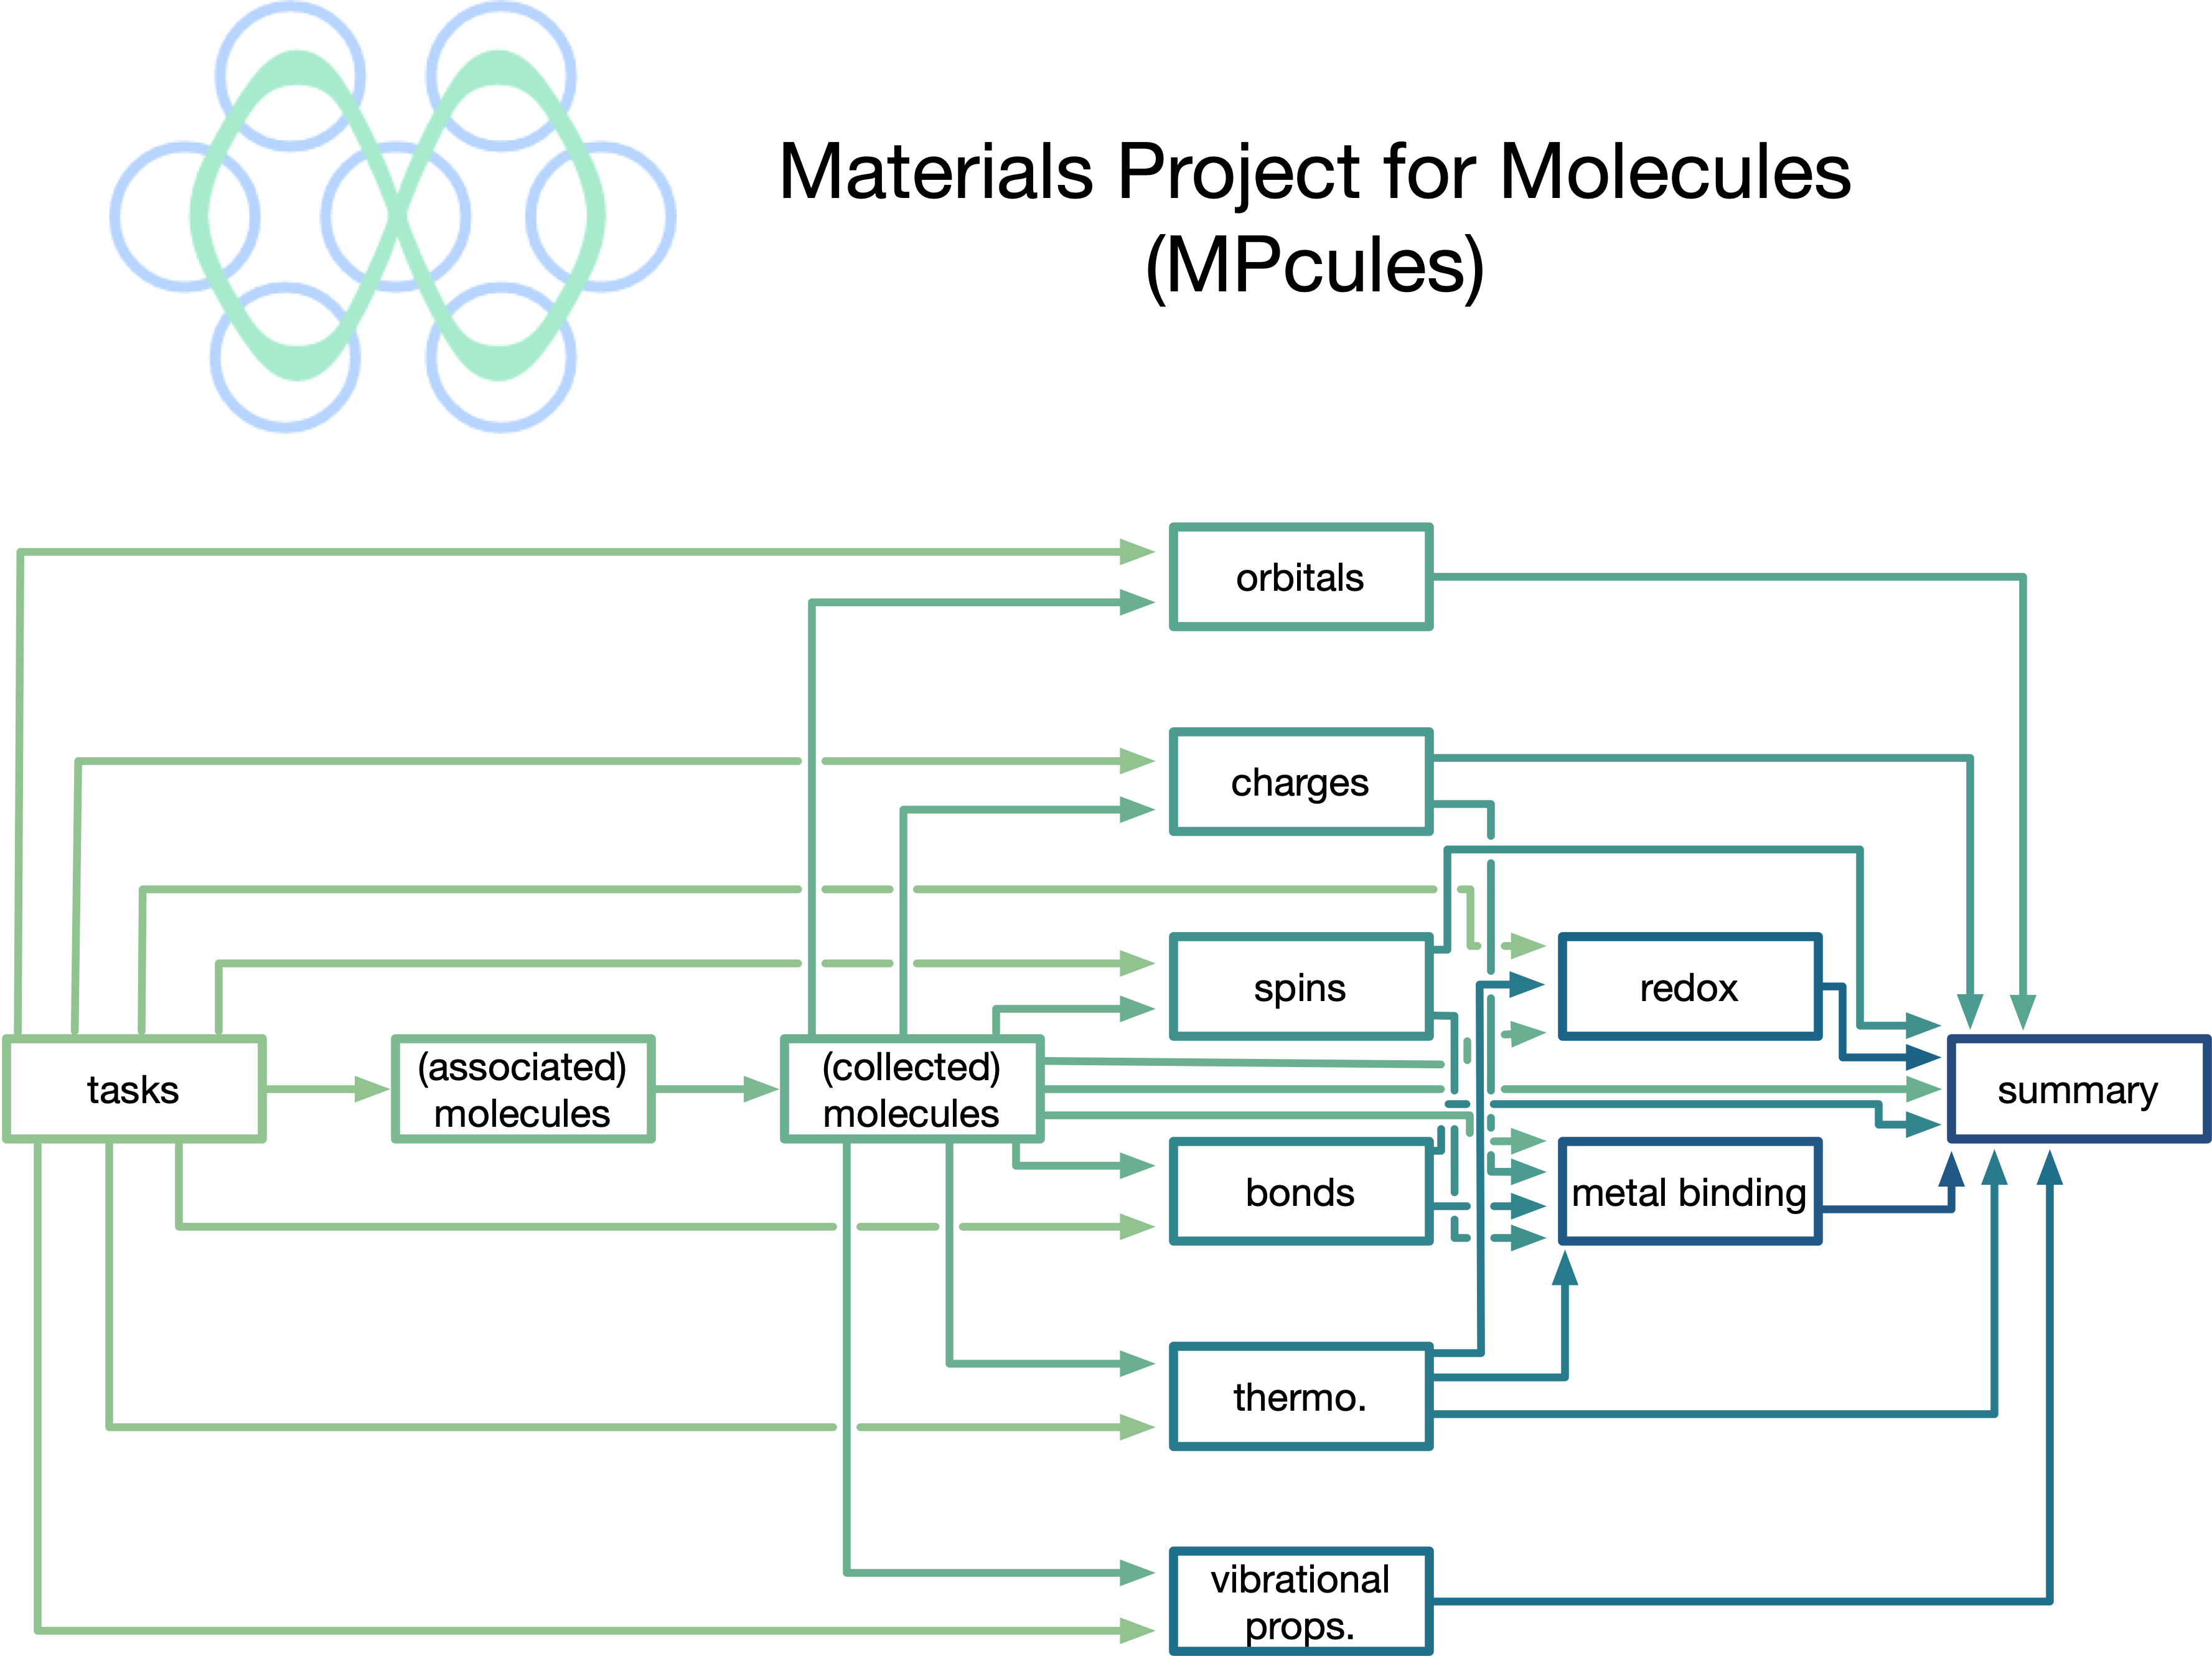 Materials Project for Molecules
(MPcules)
orbitals
charges
spins
redox
tasks
(associated)
molecules
(collected)
molecules
summary
bonds
metal binding
thermo.
vibrational
props.